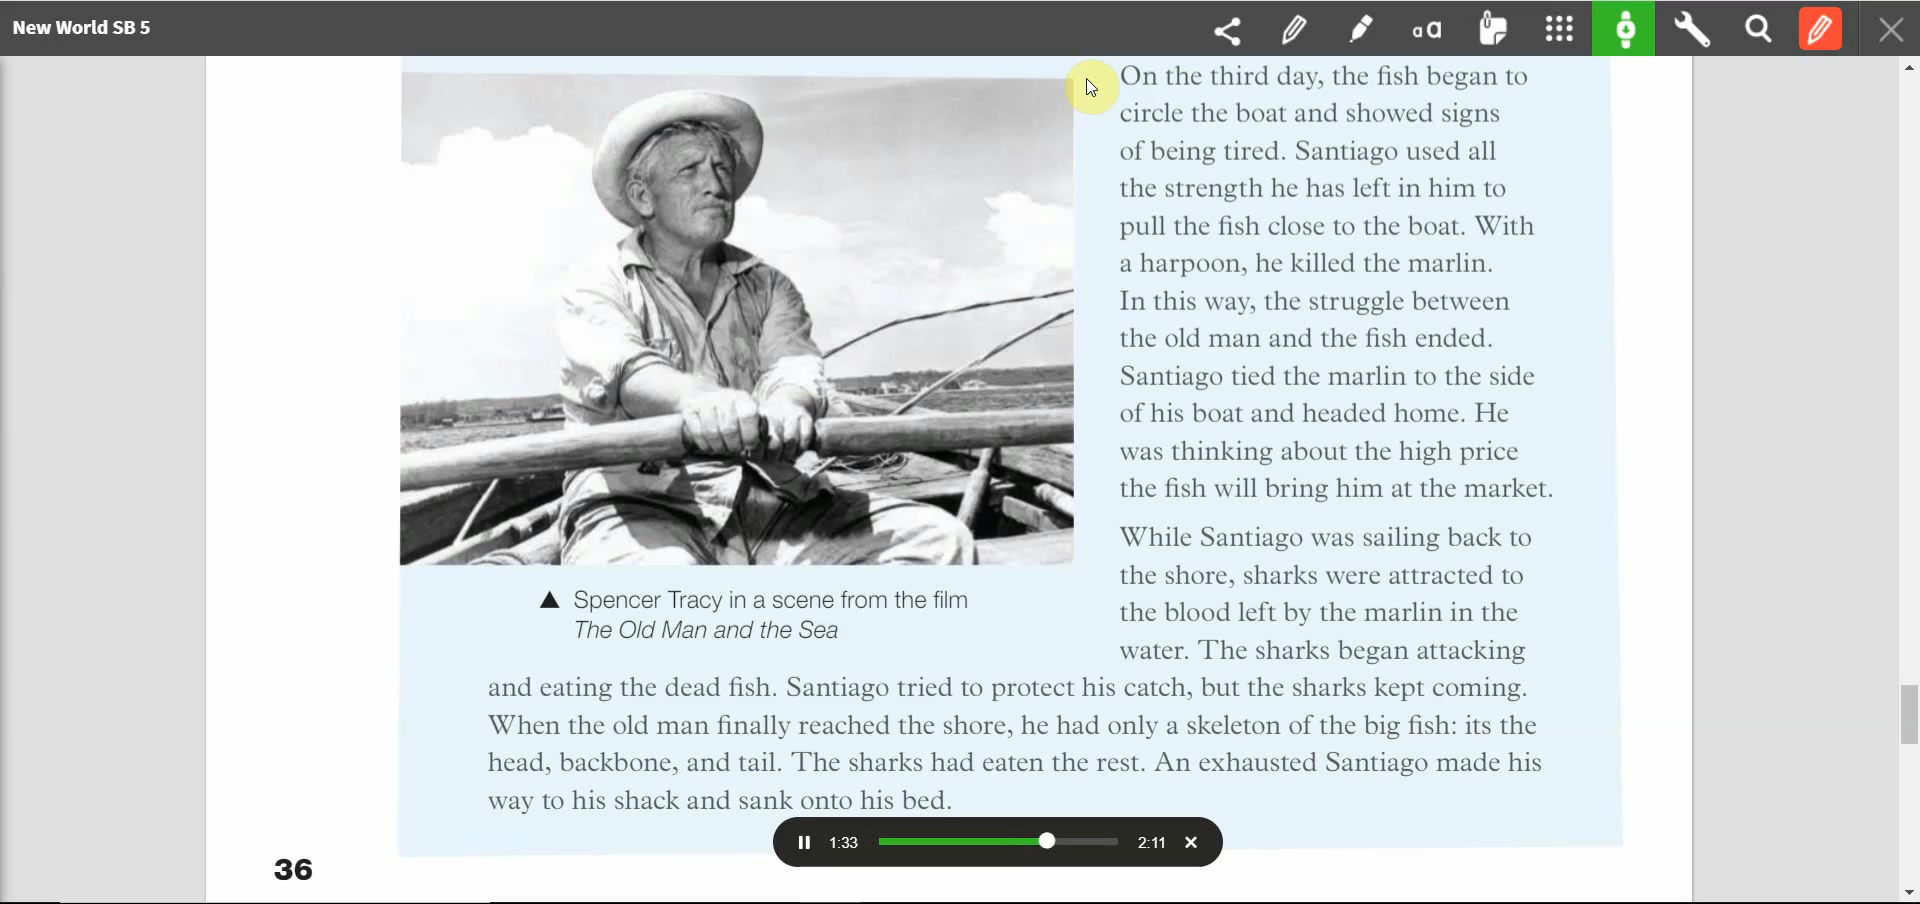 New World SB 5
a a
On the third day, the fish began to
circle the boat and showed signs
of being tired. Santiago used all
the strength he has left in him to
pull the fish close to the boat. With
a harpoon, he killed the marlin.
In this way, the struggle between
the old man and the fish ended.
Santiago tied the marlin to the side
of his boat and headed home. He
was thinking about the high price
the fish will bring him at the market.
While Santiago was sailing back to
the shore, sharks were attracted to
the blood left by the marlin in the
water. The sharks began attacking
and eating the dead fish. Santiago tried to protect his catch, but the sharks kept coming.
When the old man finally reached the shore, he had only a skeleton of the big fish: its the
head, backbone, and tail. The sharks had eaten the rest. An exhausted Santiago made his
way to his shack and sank onto his bed.
▲ Spencer Tracy in a scene from the film
The Old Man and the Sea
1:33 2:11
36